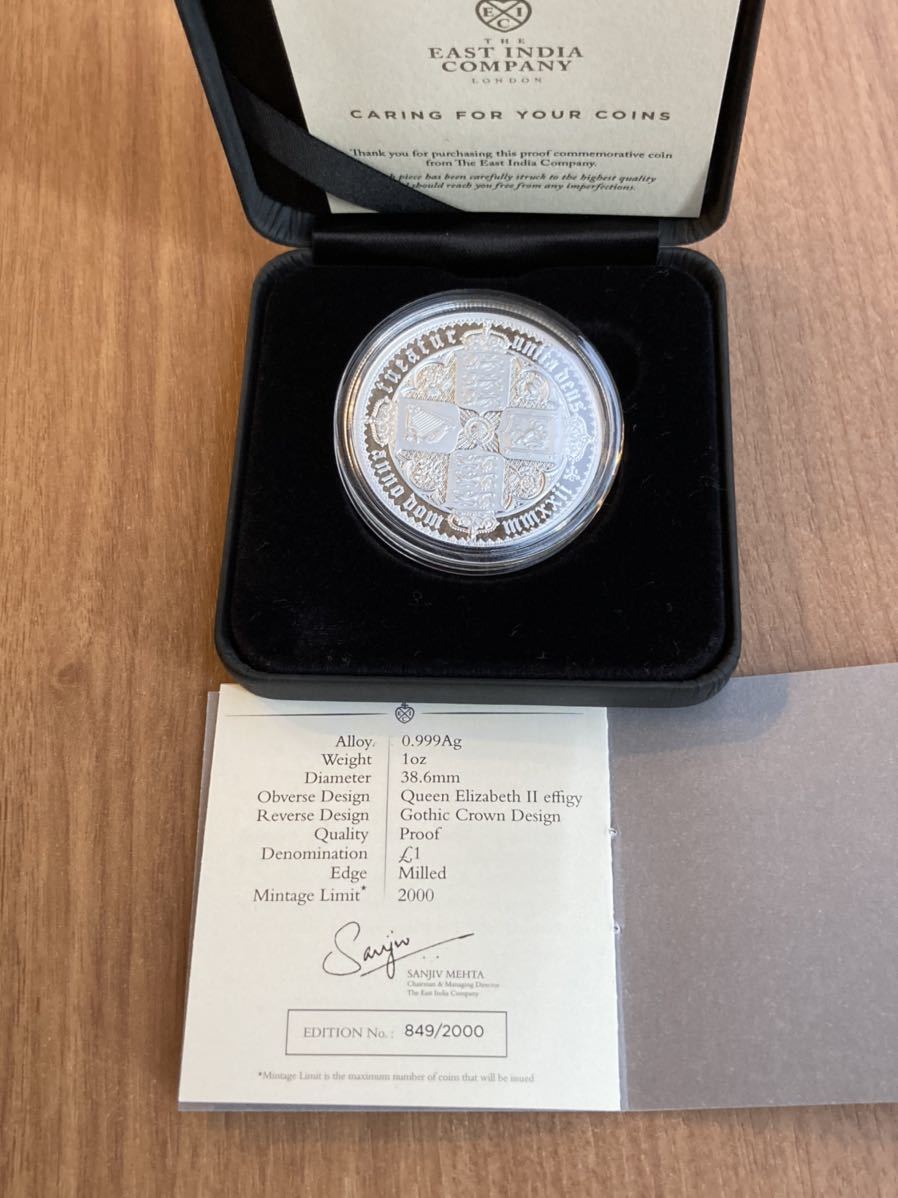 E I C
THE
EAST INDIA
COMPANY
LONDON
CARING FOR YOUR COINS
Thank you for purchasing this proof commemorative coin
from The East India Company.
piece has been carefully struck to the highest quality
should reach you free from any imperfections.
tueatur unita deus
anno dom mmxxii
Alloy. 0.999Ag
Weight 1oz
Diameter 38.6mm
Obverse Design Queen Elizabeth II effigy
Reverse Design Gothic Crown Design
Quality Proof
Denomination £1
Edge Milled
Mintage Limit* 2000
Sanjiv
SANJIV MEHTA
Chairman & Managing Director
The East India Company
EDITION No.: 849/2000
*Mintage Limit is the maximum number of coins that will be issued